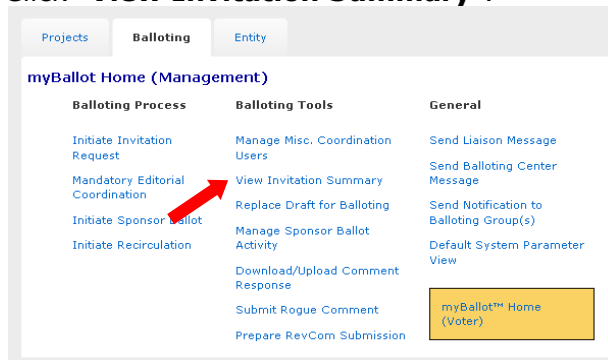 Click "View Invitation Summary".
Projects Balloting Entity
myBallot Home (Management)
Balloting Process
Initiate Invitation
Request
Mandatory Editorial
Coordination
Initiate Sponsor Ballot
Initiate Recirculation
Balloting Tools
Manage Misc. Coordination
Users
View Invitation Summary
Replace Draft for Balloting
Manage Sponsor Ballot
Activity
Download/Upload Comment
Response
Submit Rogue Comment
Prepare RevCom Submission
General
Send Liaison Message
Send Balloting Center
Message
Send Notification to
Balloting Group(s)
Default System Parameter
View
myBallot™ Home
(Voter)